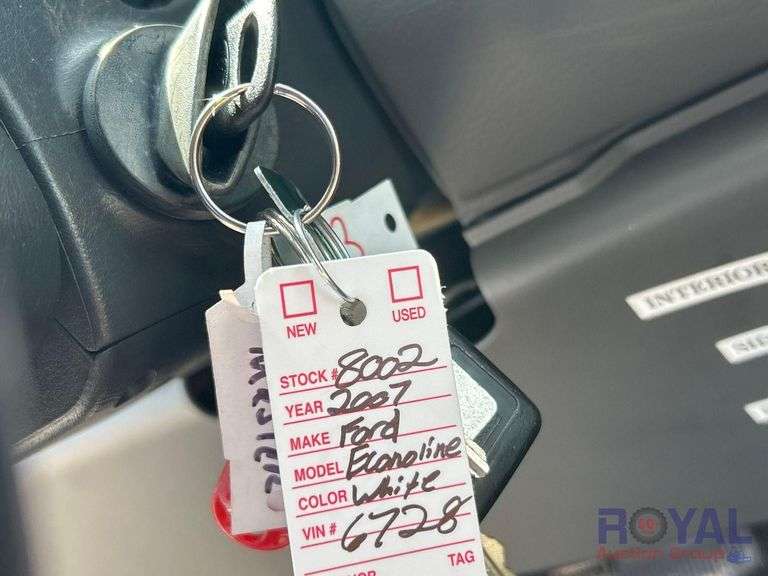 3
NEW USED
STOCK # 8002
YEAR 2007
MAKE Ford
MODEL Econoline
COLOR White
VIN # 6728
TAG
INTERIOR
ROYAL
Auction Group